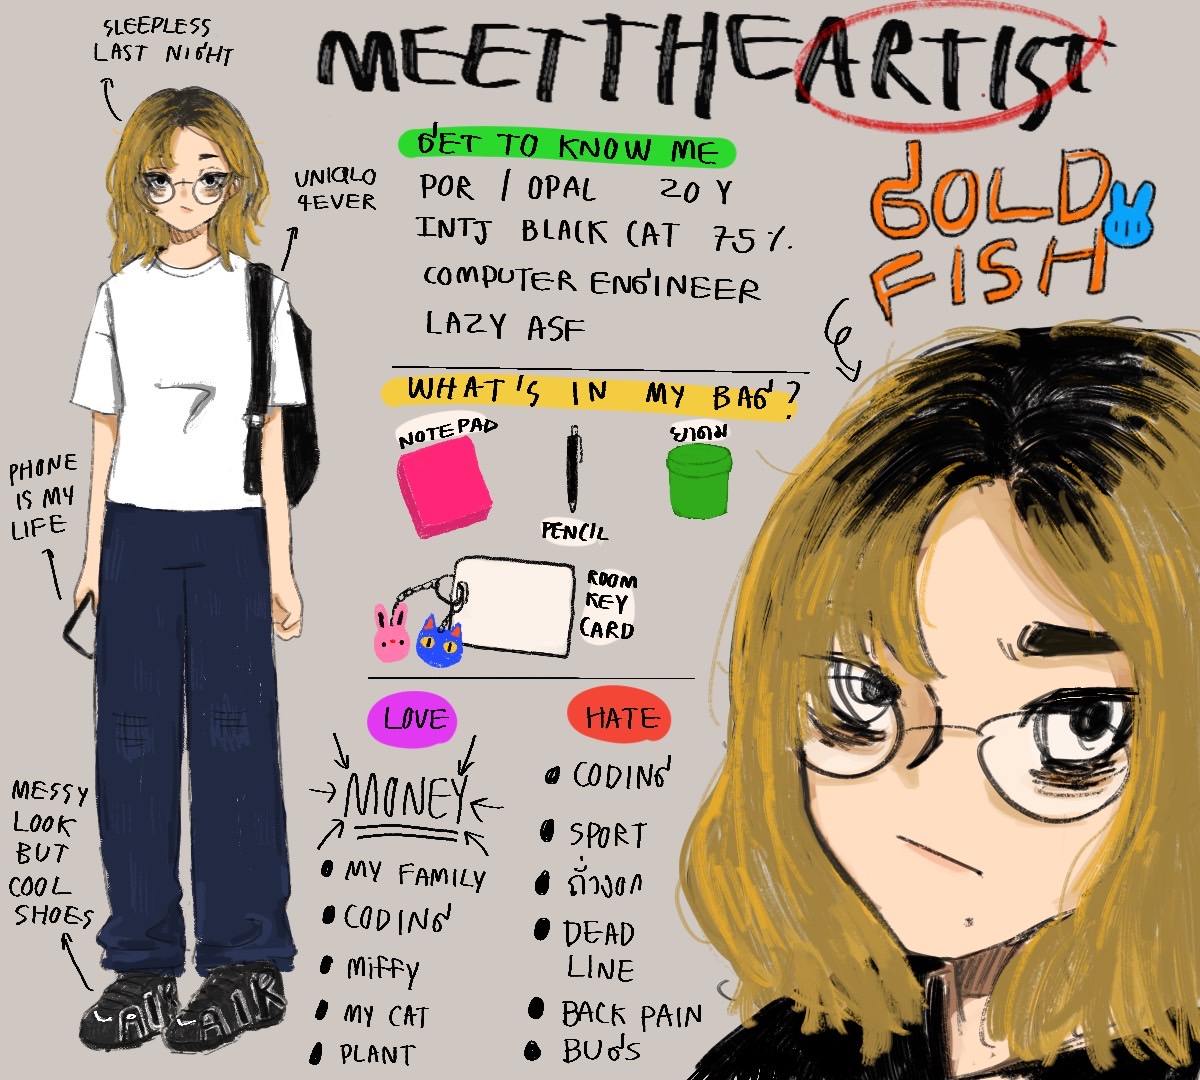 MEET THE ARTIST
SLEEPLESS
LAST NIGHT
UNIQLO
4EVER
PHONE
IS MY
LIFE
MESSY
LOOK
BUT
COOL
SHOES
AIR
AIR
GET TO KNOW ME
POR / OPAL 20 Y
INTJ BLACK CAT 75%.
COMPUTER ENGINEER
LAZY ASF
GOLD
FISH
WHAT'S IN MY BAG?
NOTEPAD
PENCIL
ยาดม
ROOM
KEY
CARD
LOVE
MONEY
MY FAMILY
CODING
MIFFY
MY CAT
PLANT
HATE
CODING
SPORT
ถั่วงอก
DEAD
LINE
BACK PAIN
BUGS